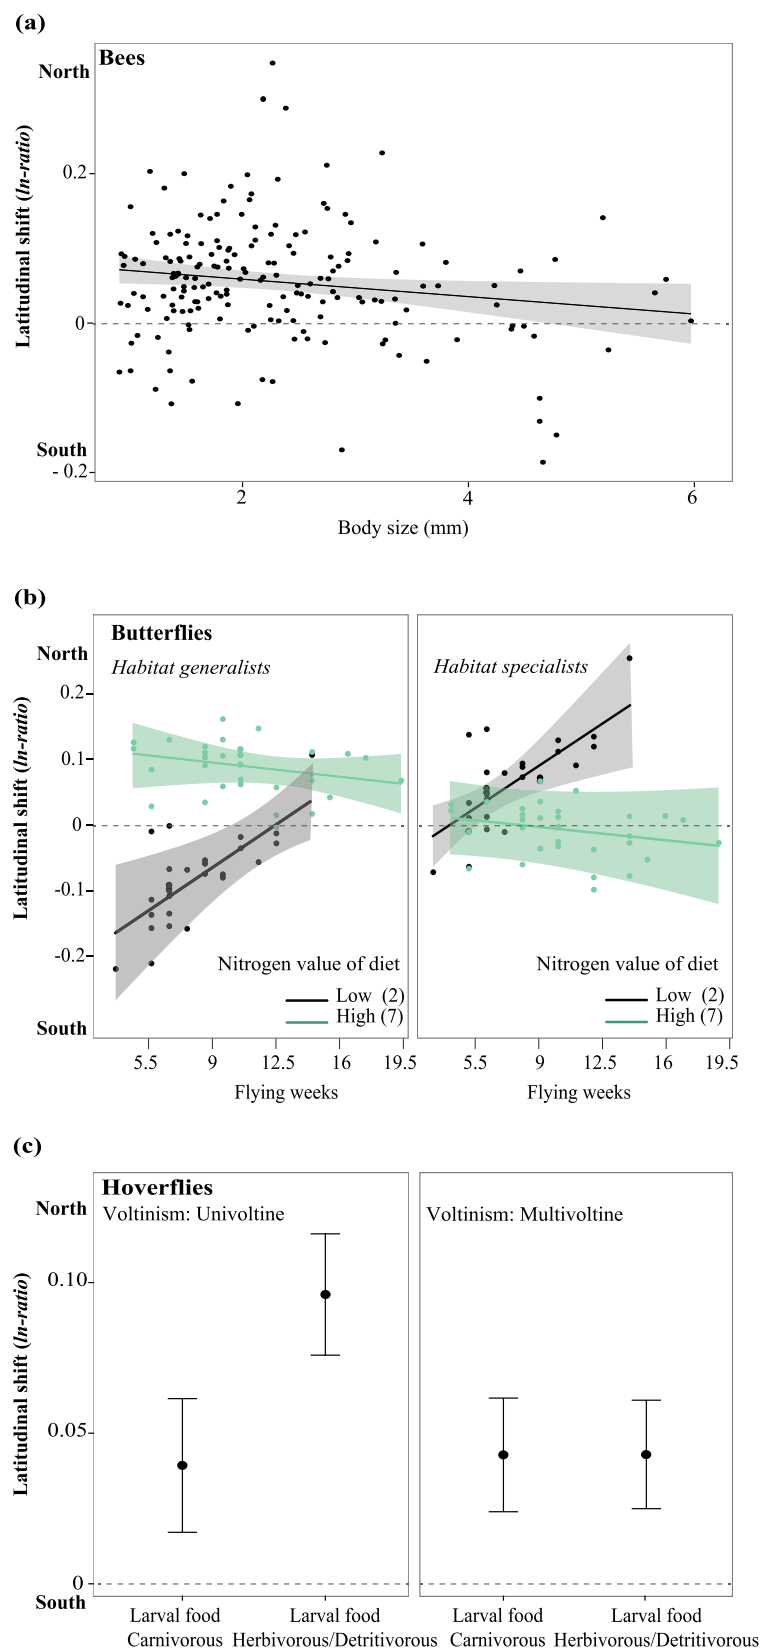 (a)
Bees
North
Latitudinal shift (ln-ratio)
0.2
0
South
- 0.2
2 4 6
Body size (mm)
(b)
Butterflies
North
Habitat generalists
Habitat specialists
Latitudinal shift (ln-ratio)
0.2
0.1
0
-0.1
-0.2
South
Nitrogen value of diet
Low (2)
High (7)
Nitrogen value of diet
Low (2)
High (7)
5.5 9 12.5 16 19.5
5.5 9 12.5 16 19.5
Flying weeks
Flying weeks
(c)
Hoverflies
North
Voltinism: Univoltine
Voltinism: Multivoltine
Latitudinal shift (ln-ratio)
0.10
0.05
0
South
Larval food
Carnivorous
Larval food
Herbivorous/Detritivorous
Larval food
Carnivorous
Larval food
Herbivorous/Detritivorous